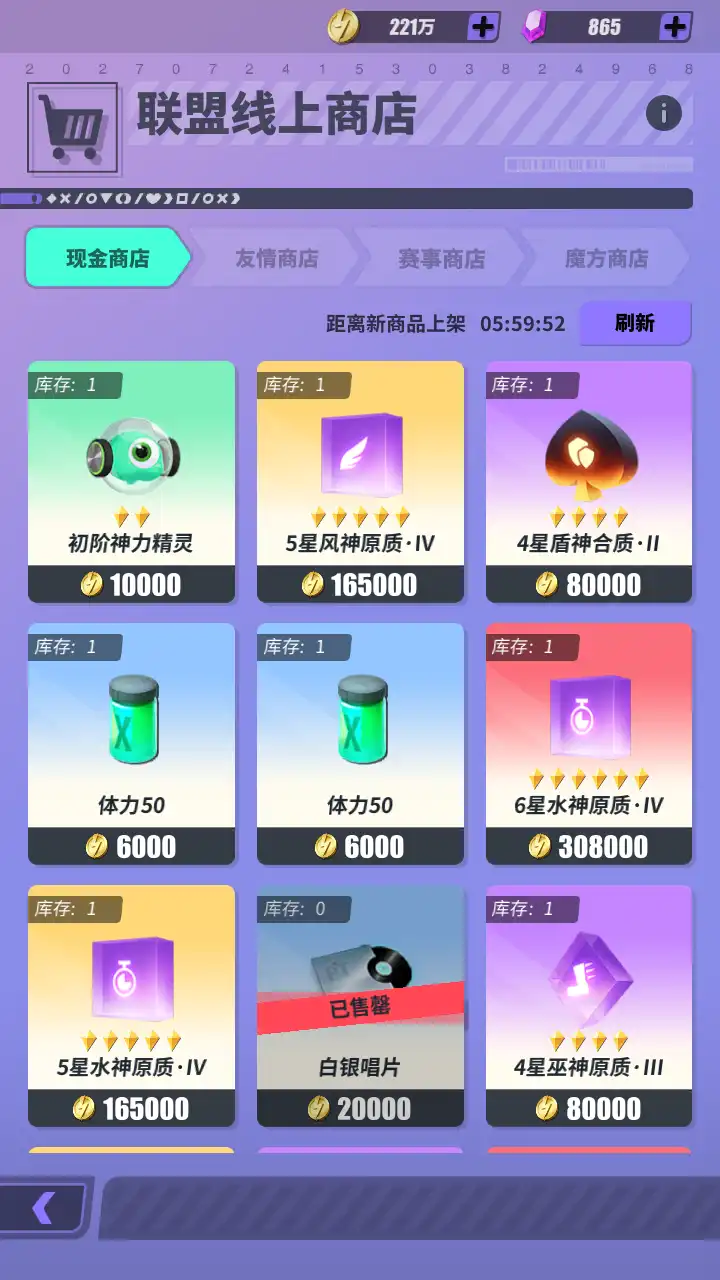 221万
865
2 0 2 7 0 7 2 4 1 5 3 0 3 8 2 4 9 6 8
联盟线上商店
现金商店
友情商店
赛事商店
魔方商店
距离新商品上架 05:59:52
刷新
库存: 1
初阶神力精灵
10000
库存: 1
5星风神原质·IV
165000
库存: 1
4星盾神合质·II
80000
库存: 1
体力50
6000
库存: 1
体力50
6000
库存: 1
6星水神原质·IV
308000
库存: 1
5星水神原质·IV
165000
库存: 0
已售罄
白银唱片
20000
库存: 1
4星巫神原质·III
80000